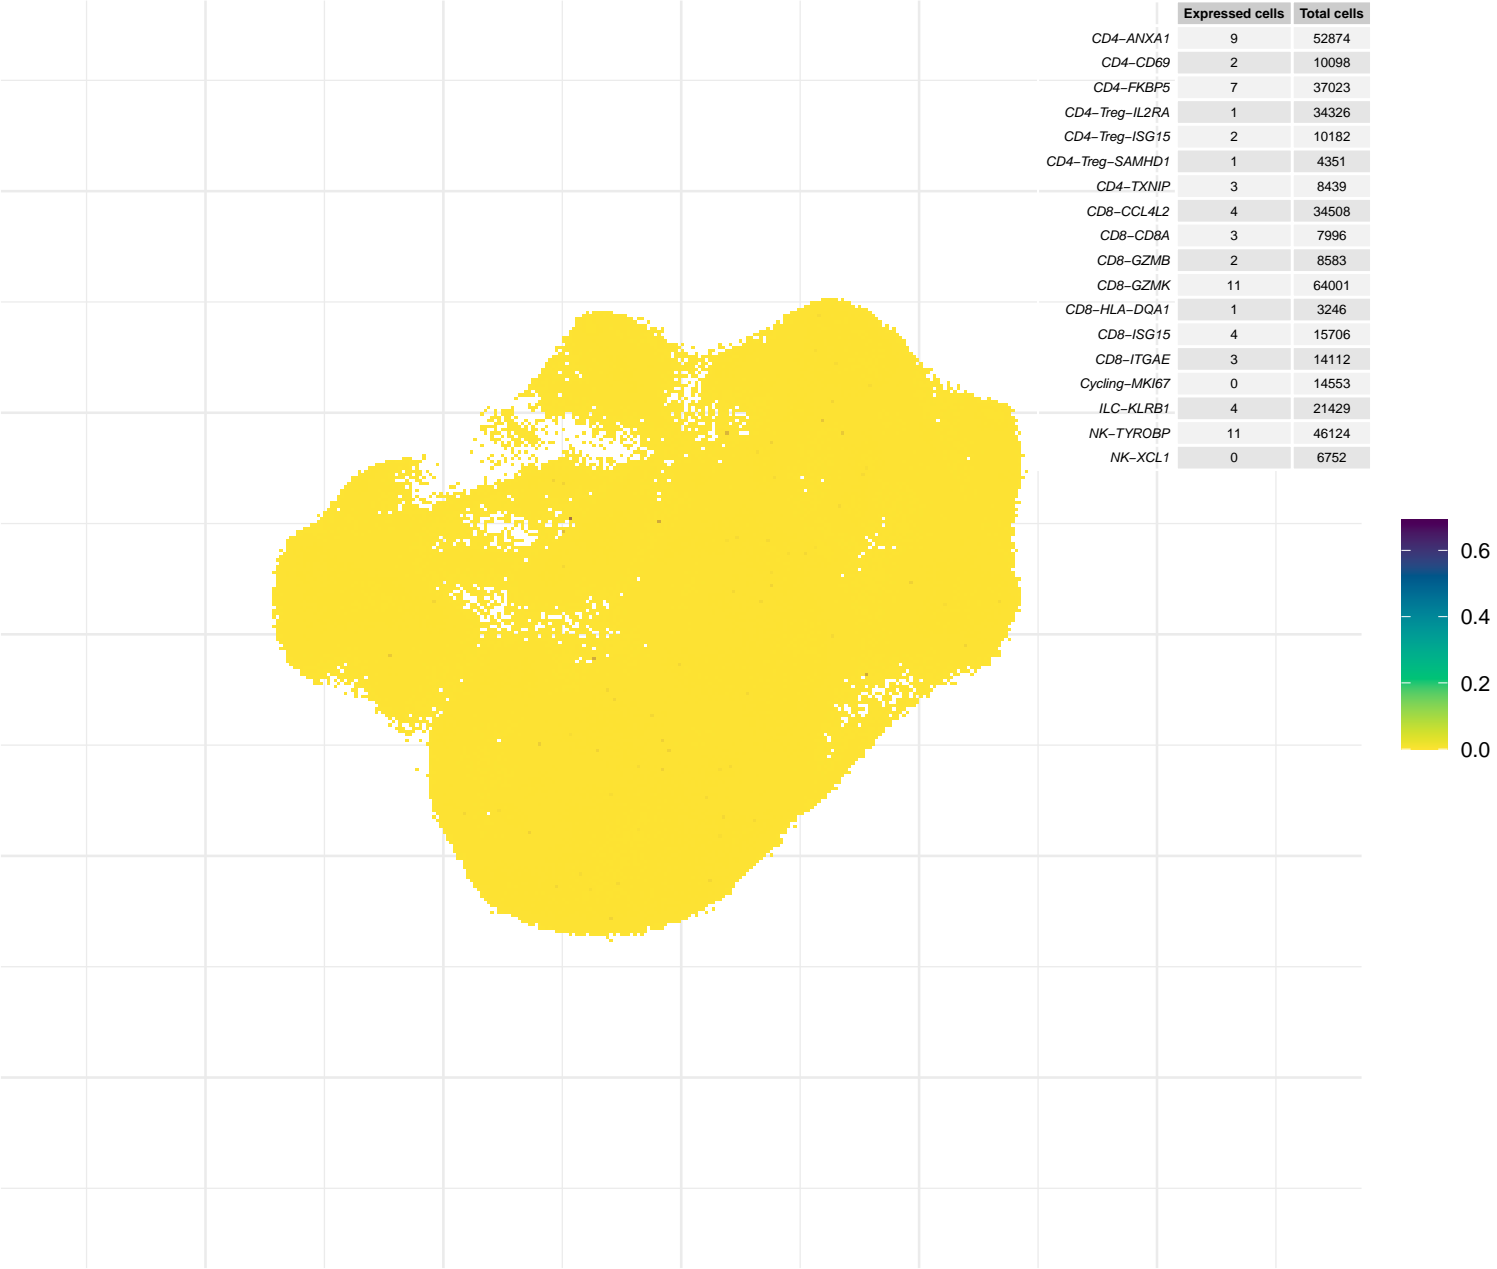 Expressed cells Total cells
CD4−ANXA1 9 52874
CD4−CD69 2 10098
CD4−FKBP5 7 37023
CD4−Treg−IL2RA 1 34326
CD4−Treg−ISG15 2 10182
CD4−Treg−SAMHD1 1 4351
CD4−TXNIP 3 8439
CD8−CCL4L2 4 34508
CD8−CD8A 3 7996
CD8−GZMB 2 8583
CD8−GZMK 11 64001
CD8−HLA−DQA1 1 3246
CD8−ISG15 4 15706
CD8−ITGAE 3 14112
Cycling−MKI67 0 14553
ILC−KLRB1 4 21429
NK−TYROBP 11 46124
NK−XCL1 0 6752
0.6
0.4
0.2
0.0